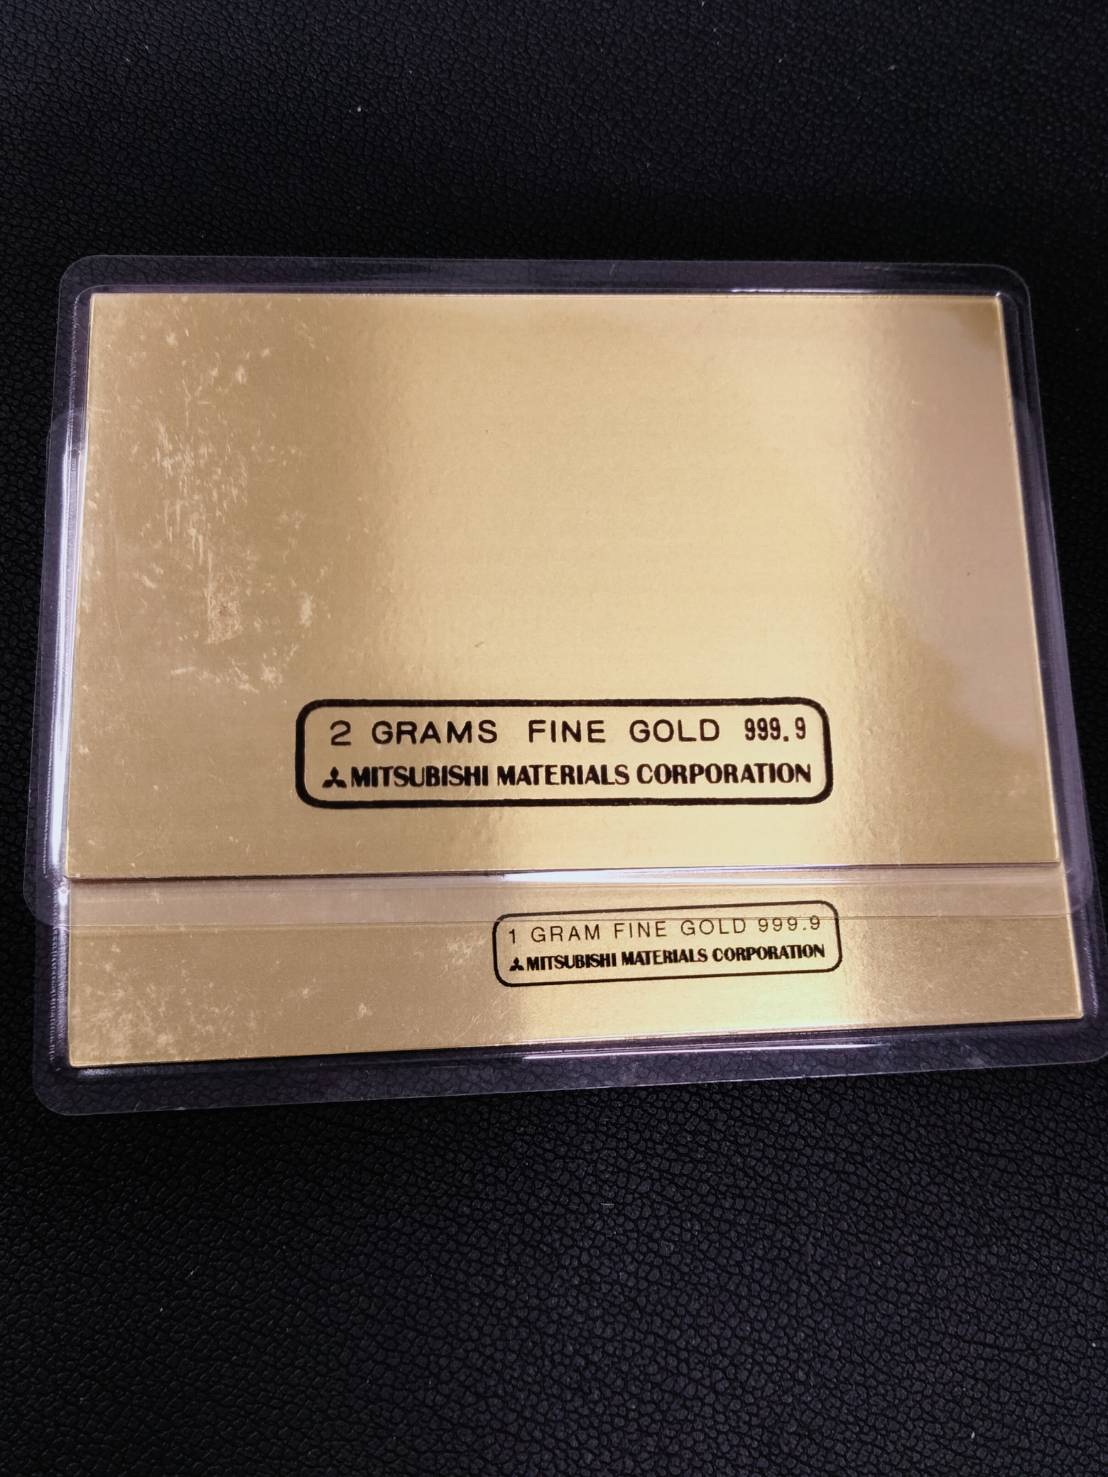 2 GRAMS FINE GOLD 999.9
MITSUBISHI MATERIALS CORPORATION
1 GRAM FINE GOLD 999.9
MITSUBISHI MATERIALS CORPORATION